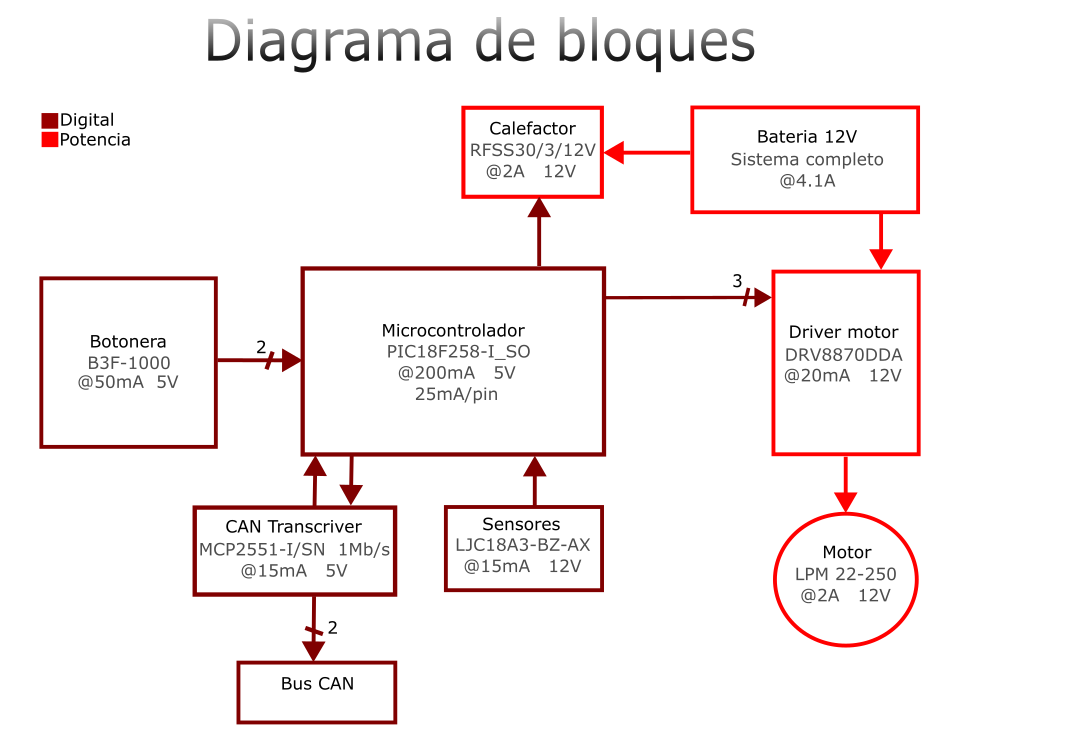 Diagrama de bloques
Digital
Potencia
Calefactor
RFSS30/3/12V
@2A 12V
Bateria 12V
Sistema completo
@4.1A
3
Botonera
B3F-1000
@50mA 5V
2
Microcontrolador
PIC18F258-I_SO
@200mA 5V
25mA/pin
Driver motor
DRV8870DDA
@20mA 12V
CAN Transcriver
MCP2551-I/SN 1Mb/s
@15mA 5V
Sensores
LJC18A3-BZ-AX
@15mA 12V
Motor
LPM 22-250
@2A 12V
2
Bus CAN